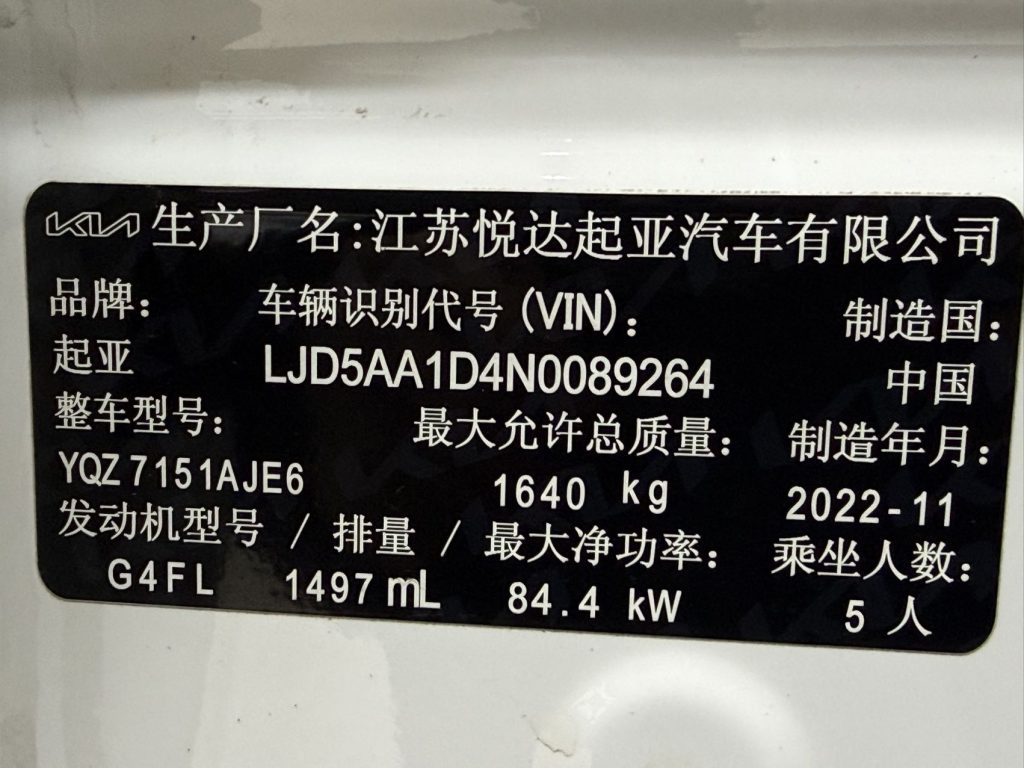 KIA 生产厂名:江苏悦达起亚汽车有限公司
品牌: 车辆识别代号(VIN): 制造国:
起亚 LJD5AA1D4N0089264 中国
整车型号: 最大允许总质量: 制造年月:
YQZ7151AJE6 1640 kg 2022-11
发动机型号 / 排量 / 最大净功率: 乘坐人数:
G4FL 1497 mL 84.4 kW 5 人